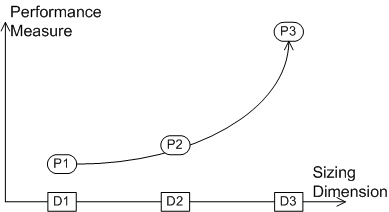 Performance
Measure
P3
P2
P1
Sizing
Dimension
D1
D2
D3